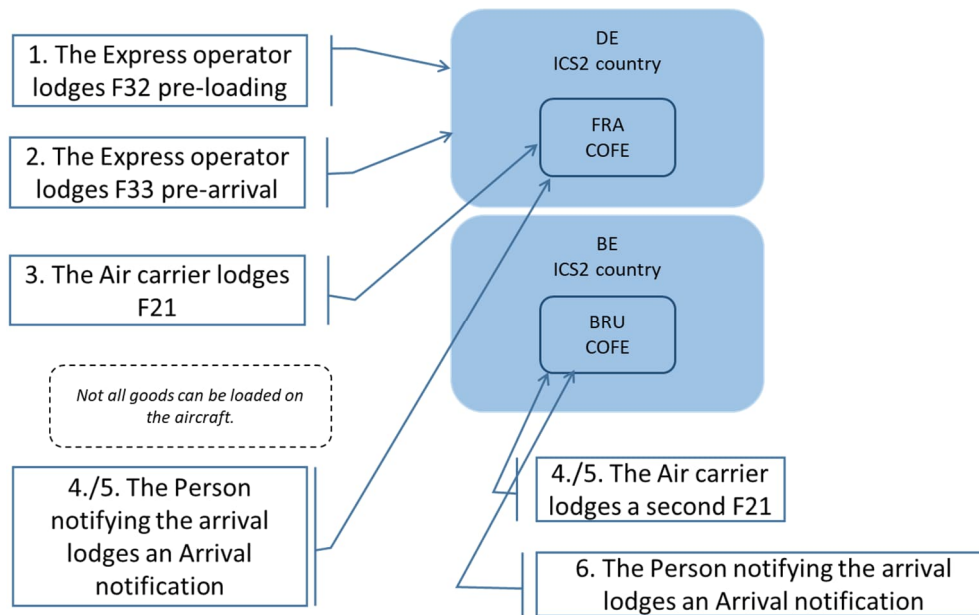 1. The Express operator
lodges F32 pre-loading
2. The Express operator
lodges F33 pre-arrival
3. The Air carrier lodges
F21
Not all goods can be loaded on
the aircraft.
4./5. The Person
notifying the arrival
lodges an Arrival
notification
DE
ICS2 country
FRA
COFE
BE
ICS2 country
BRU
COFE
4./5. The Air carrier
lodges a second F21
6. The Person notifying the arrival
lodges an Arrival notification